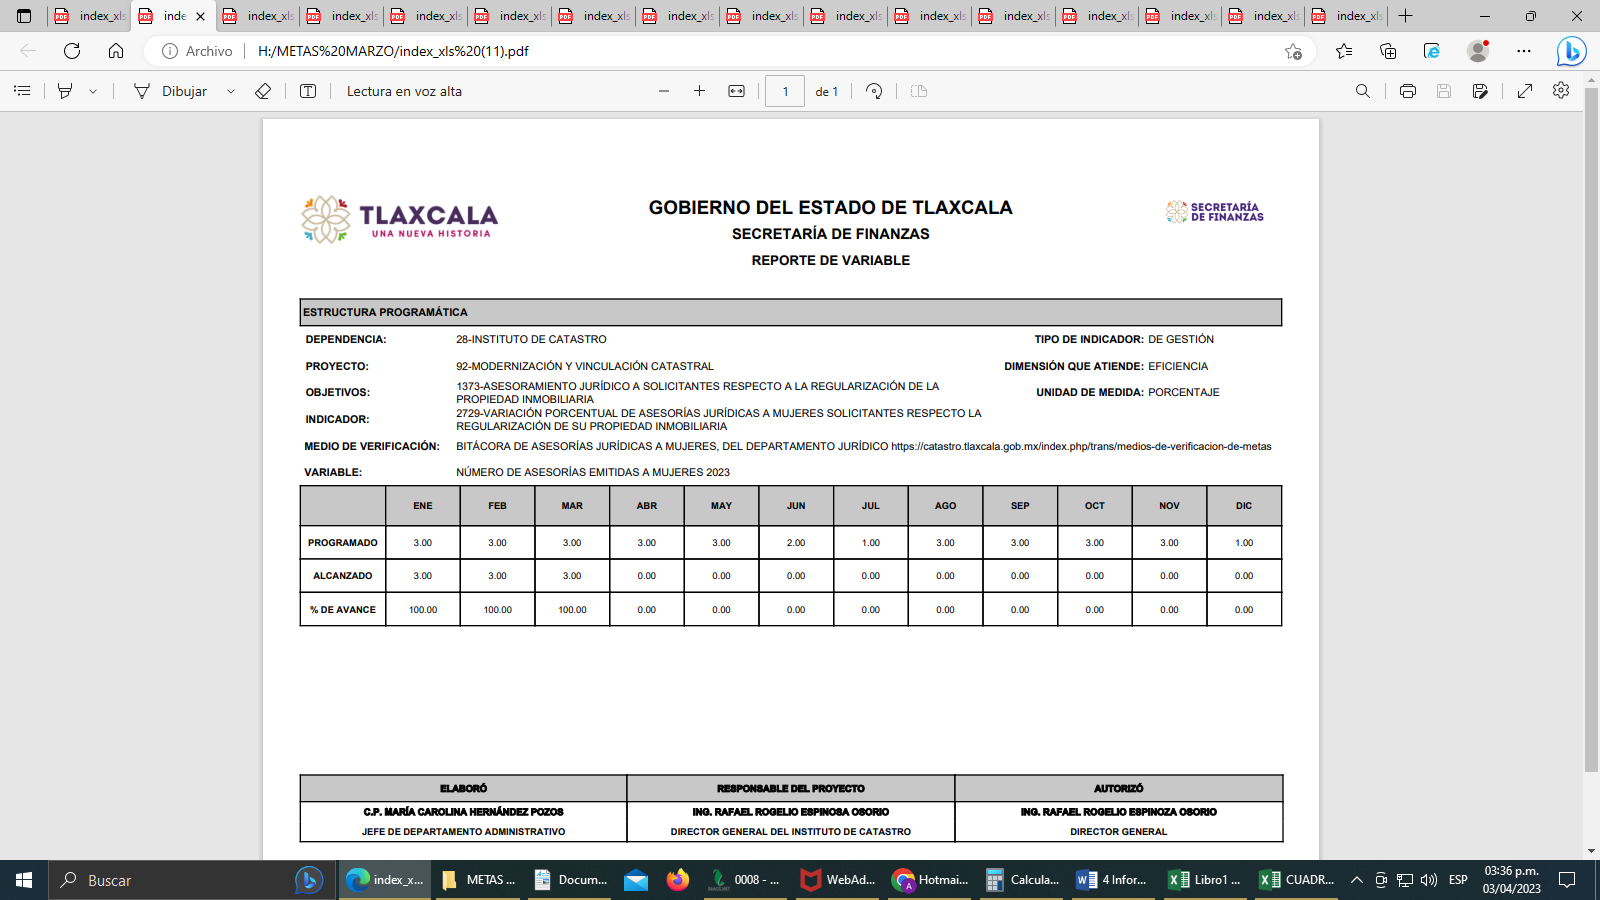 index_xls
inde
index_xls
index_xls
index_xls
index_xls
index_xls
index_xls
index_xls
index_xls
index_xls
index_xls
index_xls
index_xls
index_xls
index_xls
Archivo H:/METAS%20MARZO/index_xls%20(11).pdf
Dibujar Lectura en voz alta 1 de 1
TLAXCALA
UNA NUEVA HISTORIA
GOBIERNO DEL ESTADO DE TLAXCALA
SECRETARÍA DE FINANZAS
REPORTE DE VARIABLE
SECRETARÍA
DE FINANZAS
ESTRUCTURA PROGRAMÁTICA
DEPENDENCIA: 28-INSTITUTO DE CATASTRO TIPO DE INDICADOR: DE GESTIÓN
PROYECTO: 92-MODERNIZACIÓN Y VINCULACIÓN CATASTRAL DIMENSIÓN QUE ATIENDE: EFICIENCIA
OBJETIVOS: 1373-ASESORAMIENTO JURÍDICO A SOLICITANTES RESPECTO A LA REGULARIZACIÓN DE LA
PROPIEDAD INMOBILIARIA
UNIDAD DE MEDIDA: PORCENTAJE
INDICADOR: 2729-VARIACIÓN PORCENTUAL DE ASESORÍAS JURÍDICAS A MUJERES SOLICITANTES RESPECTO LA
REGULARIZACIÓN DE SU PROPIEDAD INMOBILIARIA
MEDIO DE VERIFICACIÓN: BITÁCORA DE ASESORÍAS JURÍDICAS A MUJERES, DEL DEPARTAMENTO JURÍDICO https://catastro.tlaxcala.gob.mx/index.php/trans/medios-de-verificacion-de-metas
VARIABLE: NÚMERO DE ASESORÍAS EMITIDAS A MUJERES 2023
ENE FEB MAR ABR MAY JUN JUL AGO SEP OCT NOV DIC
PROGRAMADO 3.00 3.00 3.00 3.00 3.00 2.00 1.00 3.00 3.00 3.00 3.00 1.00
ALCANZADO 3.00 3.00 3.00 0.00 0.00 0.00 0.00 0.00 0.00 0.00 0.00 0.00
% DE AVANCE 100.00 100.00 100.00 0.00 0.00 0.00 0.00 0.00 0.00 0.00 0.00 0.00
ELABORÓ RESPONSABLE DEL PROYECTO AUTORIZÓ
C.P. MARÍA CAROLINA HERNÁNDEZ POZOS ING. RAFAEL ROGELIO ESPINOSA OSORIO ING. RAFAEL ROGELIO ESPINOZA OSORIO
JEFE DE DEPARTAMENTO ADMINISTRATIVO DIRECTOR GENERAL DEL INSTITUTO DE CATASTRO DIRECTOR GENERAL
Buscar index_x... METAS ... Docum... 0008 - ... WebAd... Hotmai... Calcula... 4 Infor... Libro1 ... CUADR... ESP 03:36 p.m.
03/04/2023